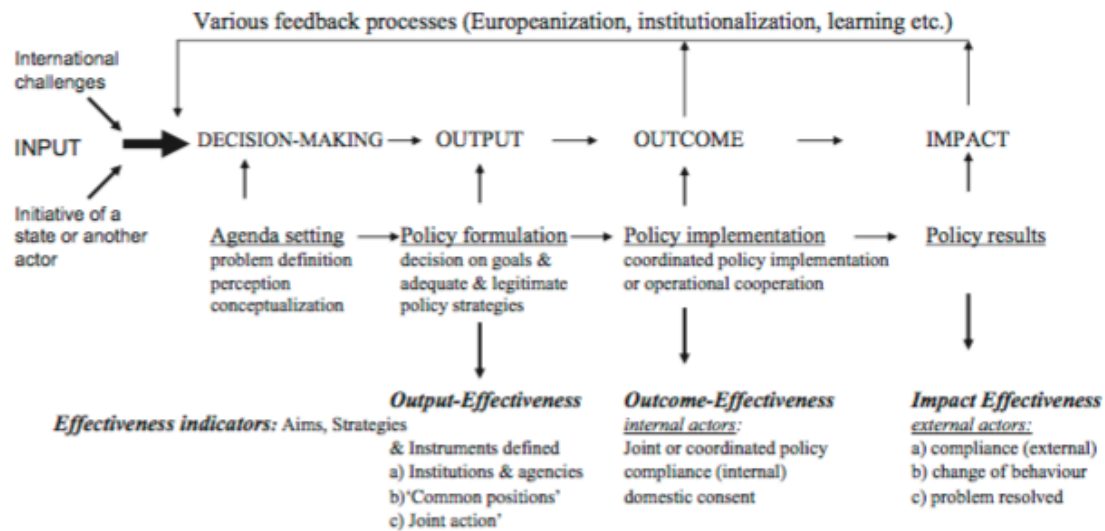 Various feedback processes (Europeanization, institutionalization, learning etc.)
International
challenges
INPUT
DECISION-MAKING
OUTPUT
OUTCOME
IMPACT
Initiative of a
state or another
actor
Agenda setting
problem definition
perception
conceptualization
Policy formulation
decision on goals &
adequate & legitimate
policy strategies
Policy implementation
coordinated policy implementation
or operational cooperation
Policy results
Effectiveness indicators: Aims, Strategies
Output-Effectiveness
& Instruments defined
a) Institutions & agencies
b)‘Common positions’
c) Joint action’
Outcome-Effectiveness
internal actors:
Joint or coordinated policy
compliance (internal)
domestic consent
Impact Effectiveness
external actors:
a) compliance (external)
b) change of behaviour
c) problem resolved